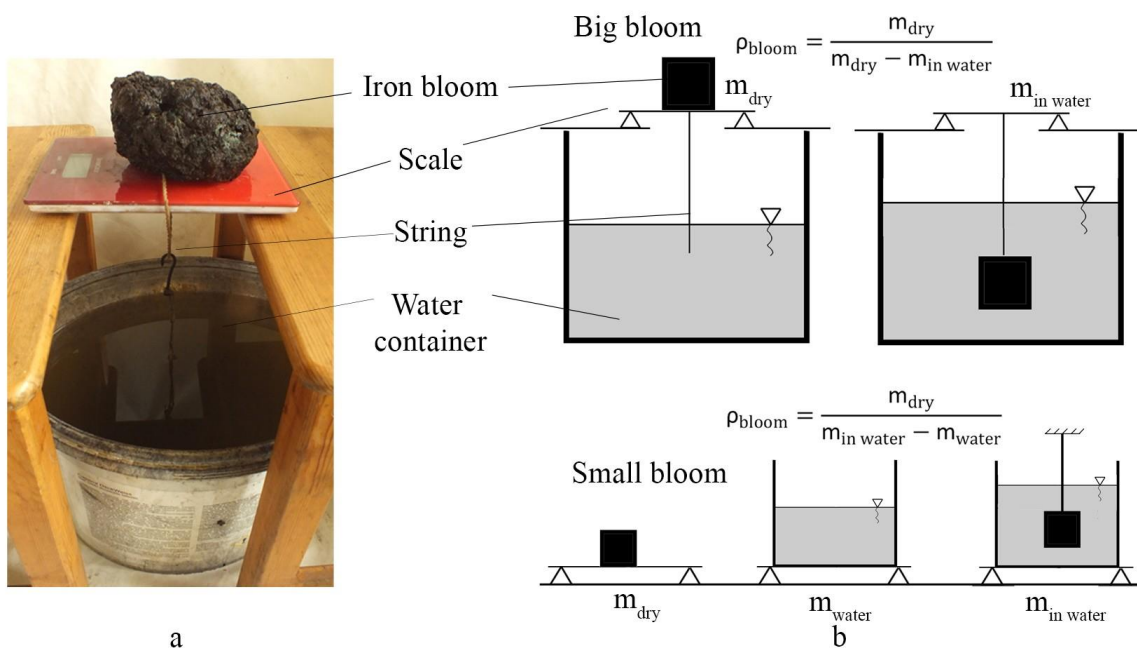 Big bloom
ρbloom = mdry / (mdry − min water)
Iron bloom
mdry
min water
Scale
String
Water
container
ρbloom = mdry / (min water − mwater)
Small bloom
mdry
mwater
min water
a
b